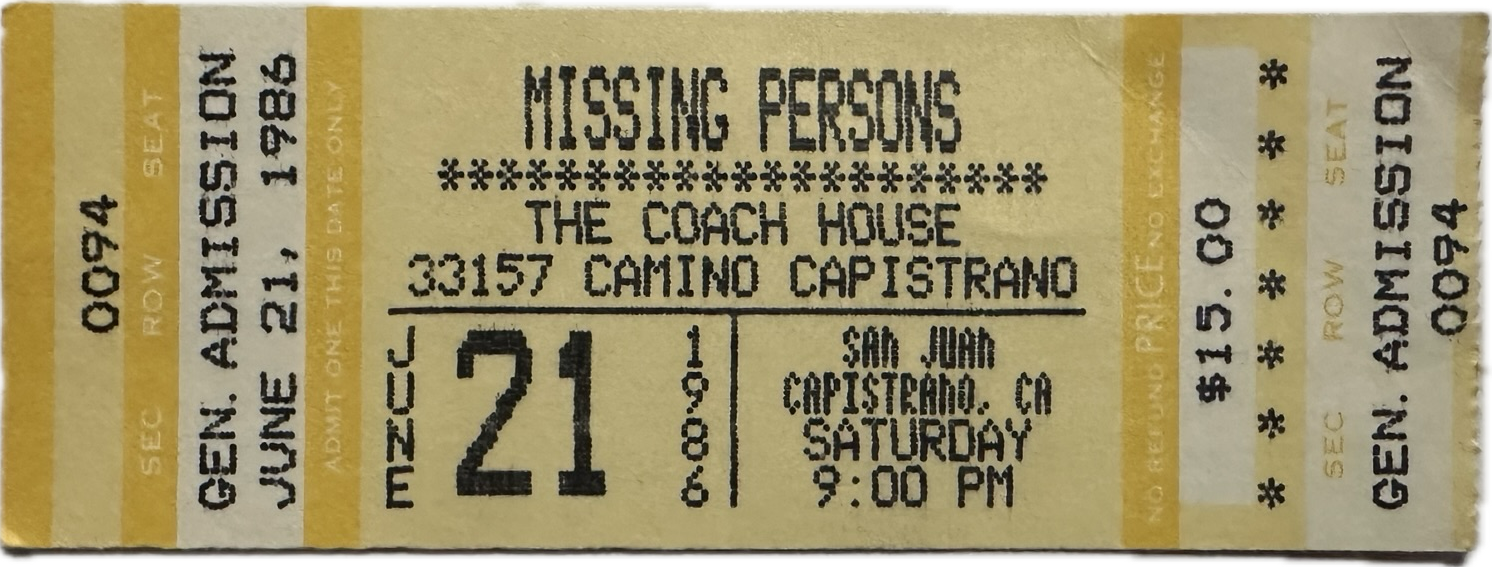 0094
SEC ROW SEAT
GEN. ADMISSION
JUNE 21, 1986
ADMIT ONE THIS DATE ONLY
MISSING PERSONS
*********************
THE COACH HOUSE
33157 CAMINO CAPISTRANO
JUNE
21
1986
SAN JUAN
CAPISTRANO, CA
SATURDAY
9:00 PM
NO REFUND PRICE NO EXCHANGE
$15.00
*******
SEC ROW SEAT
GEN. ADMISSION
0094